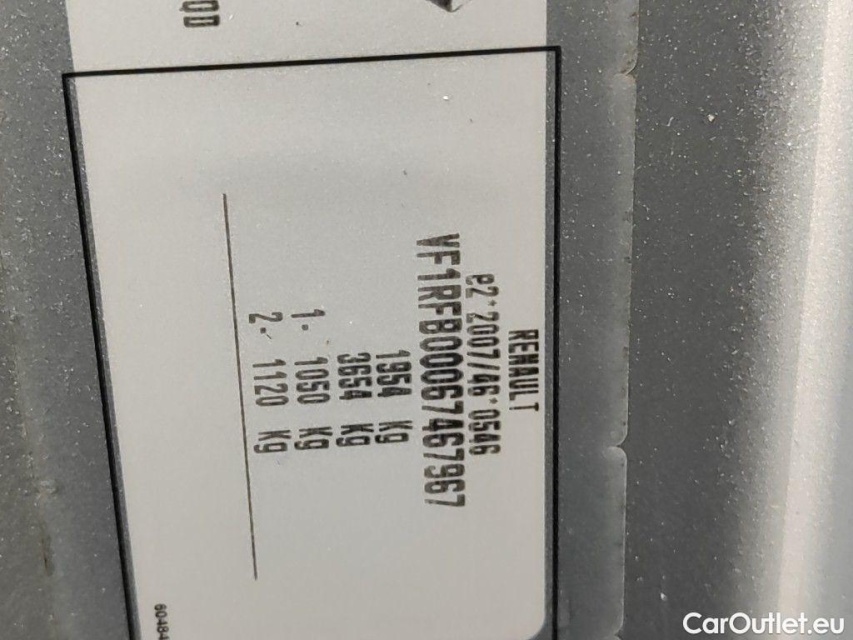 RENAULT
e2*2007/46*0546
VF1RFB00067467967
1954 Kg
3654 Kg
1- 1050 Kg
2- 1120 Kg
CarOutlet.eu